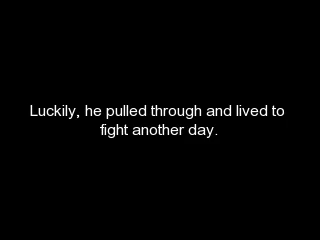 Luckily, he pulled through and lived to
fight another day.